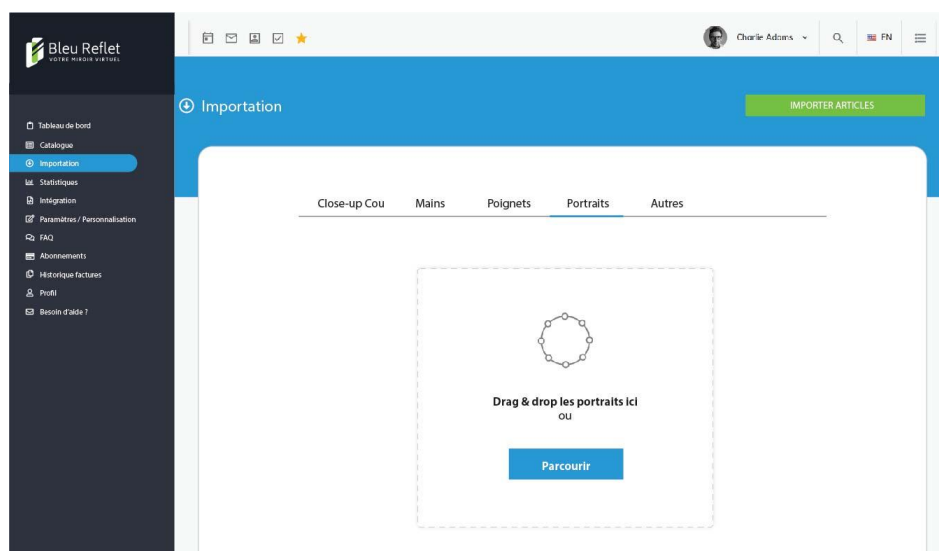 Bleu Reflet
VOTRE MIROIR VIRTUEL
Charlie Adams
EN
Importation
IMPORTER ARTICLES
Tableau de bord
Catalogue
Importation
Statistiques
Intégration
Paramètres / Personnalisation
FAQ
Abonnements
Historique factures
Profil
Besoin d'aide ?
Close-up Cou
Mains
Poignets
Portraits
Autres
Drag & drop les portraits ici
ou
Parcourir